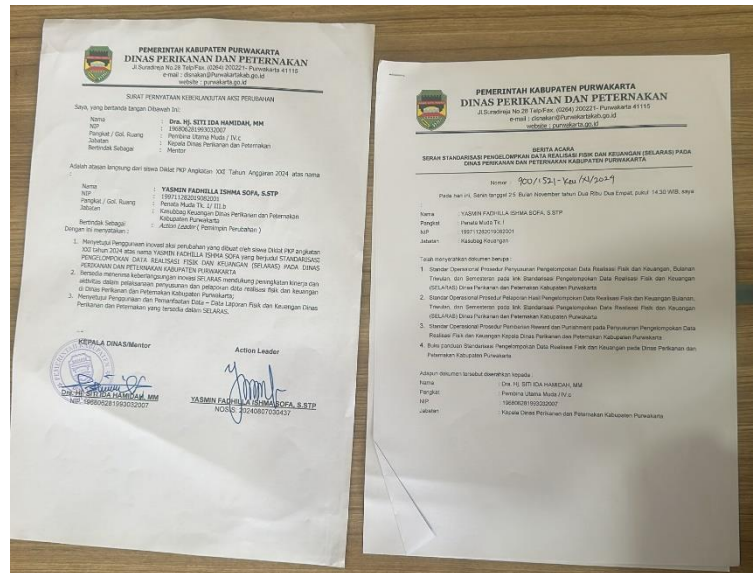 PEMERINTAH KABUPATEN PURWAKARTA
DINAS PERIKANAN DAN PETERNAKAN
Jl.Suradireja No.28 Telp/Fax. (0264) 200221- Purwakarta 41115
e-mail : disnakan@Purwakartakab.go.id
website : purwakarta.go.id
SURAT PERNYATAAN KEBERLANJUTAN AKSI PERUBAHAN
Saya, yang bertanda tangan Dibawah Ini:
Nama : Dra. Hj. SITI IDA HAMIDAH, MM
NIP : 196806281993032007
Pangkat / Gol. Ruang : Pembina Utama Muda / IV.c
Jabatan : Kepala Dinas Perikanan dan Peternakan
Bertindak Sebagai : Mentor
Adalah atasan langsung dari siswa Diklat PKP Angkatan XXI Tahun Anggaran 2024 atas nama
:
Nama : YASMIN FADHILLA ISHMA SOFA, S.STP
NIP : 199711282019082001
Pangkat / Gol. Ruang : Penata Muda Tk. I/ III.b
Jabatan : Kasubbag Keuangan Dinas Perikanan dan Peternakan
Kabupaten Purwakarta
Bertindak Sebagai : Action Leader ( Pemimpin Perubahan )
Dengan ini menyatakan :
1. Menyetujui Penggunaan inovasi aksi perubahan yang dibuat oleh siswa Diklat PKP angkatan
XXI tahun 2024 atas nama YASMIN FADHILLA ISHMA SOFA yang berjudul STANDARISASI
PENGELOMPOKAN DATA REALISASI FISIK DAN KEUANGAN (SELARAS) PADA DINAS
PERIKANAN DAN PETERNAKAN KABUPATEN PURWAKARTA
2. Bersedia menerima keberlangsungan inovasi SELARAS mendukung peningkatan kinerja dan
aktivitas dalam pelaksanaan penyusunan dan pelaporan data realisasi fisik dan keuangan
di Dinas Perikanan dan Peternakan Kabupaten Purwakarta;
3. Menyetujui Penggunaan dan Pemanfaatan Data – Data Laporan Fisik dan Keuangan Dinas
Perikanan dan Peternakan yang tersedia dalam SELARAS.
KEPALA DINAS/Mentor
Action Leader
Dra. Hj. SITI IDA HAMIDAH, MM
NIP. 196806281993032007
YASMIN FADHILLA ISHMA SOFA, S.STP
NOSIS. 20240807030437
PEMERINTAH KABUPATEN PURWAKARTA
DINAS PERIKANAN DAN PETERNAKAN
Jl.Suradireja No.28 Telp/Fax. (0264) 200221- Purwakarta 41115
e-mail : disnakan@Purwakartakab.go.id
website : purwakarta.go.id
BERITA ACARA
SERAH STANDARISASI PENGELOMPKAN DATA REALISASI FISIK DAN KEUANGAN (SELARAS) PADA
DINAS PERIKANAN DAN PETERNAKAN KABUPATEN PURWAKARTA
Nomor : 900/1521-Keu/XI/2024
Pada hari ini, Senin tanggal 25 Bulan November tahun Dua Ribu Dua Empat, pukul 14.30 WIB, saya
:
Nama : YASMIN FADHILLA ISHMA SOFA, S.STP
Pangkat : Penata Muda Tk. I
NIP : 199711282019082001
Jabatan : Kasubag Keuangan
Telah menyerahkan dokumen berupa :
1. Standar Operasional Prosedur Penyusunan Pengelompokan Data Realisasi Fisik dan Keuangan, Bulanan,
Triwulan, dan Semesteran pada link Standarisasi Pengelompokan Data Realisasi Fisik dan Keuangan
(SELARAS) Dinas Perikanan dan Peternakan Kabupaten Purwakarta
2. Standar Operasional Prosedur Pelaporan Hasil Pengelompokan Data Realisasi Fisik dan Keuangan Bulanan,
Triwulan, dan Semesteran pada link Standarisasi Pengelompokan Data Realisasi Fisik dan Keuangan
(SELARAS) Dinas Perikanan dan Peternakan Kabupaten Purwakarta.
3. Standar Operasional Prosedur Pemberian Reward dan Punishment pada Penyusunan Pengelompokan Data
Realisasi Fisik dan Keuangan Kepala Dinas Perikanan dan Peternakan Kabupaten Purwakarta
4. Buku panduan Standarisasi Pengelompokan Data Realisasi Fisik dan Keuangan pada Dinas Perikanan dan
Peternakan Kabupaten Purwakarta
Adapun dokumen tersebut diserahkan kepada :
Nama : Dra. Hj. SITI IDA HAMIDAH, MM
Pangkat : Pembina Utama Muda / IV.c
NIP : 196806281993032007
Jabatan : Kepala Dinas Perikanan dan Peternakan Kabupaten Purwakarta